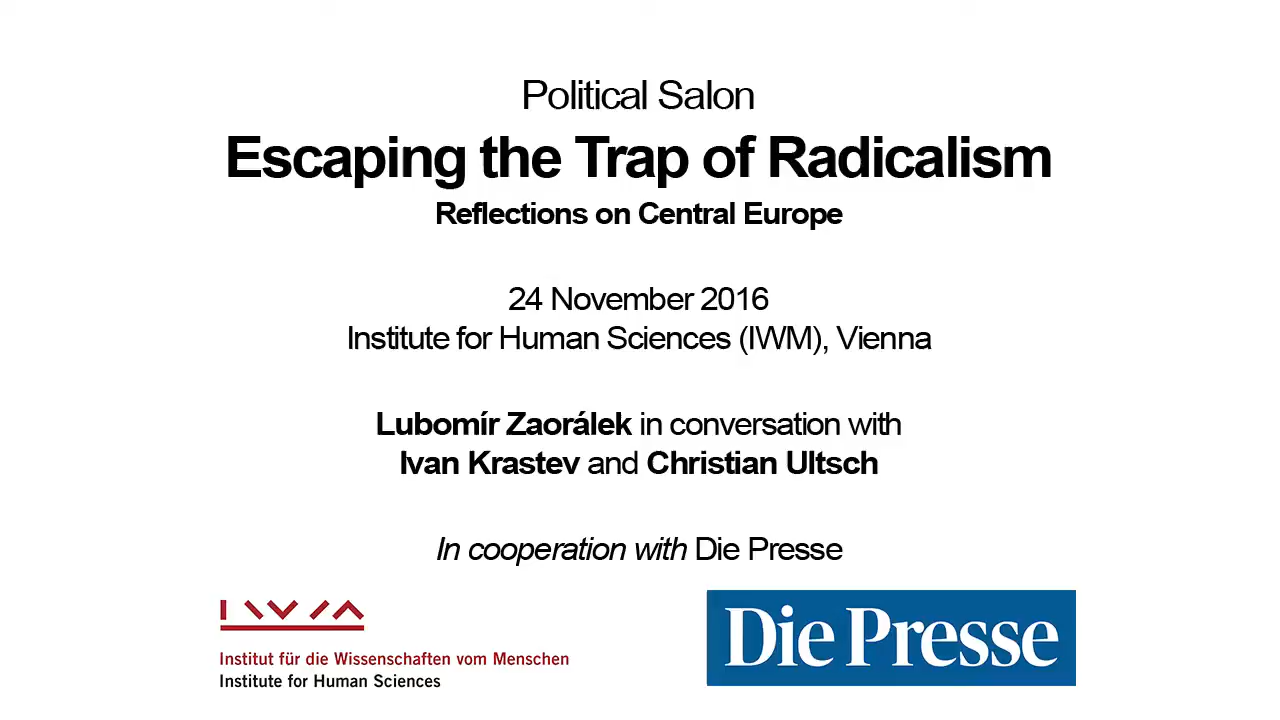 Political Salon
Escaping the Trap of Radicalism
Reflections on Central Europe
24 November 2016
Institute for Human Sciences (IWM), Vienna
Lubomír Zaorálek in conversation with
Ivan Krastev and Christian Ultsch
In cooperation with Die Presse
IWM
Institut für die Wissenschaften vom Menschen
Institute for Human Sciences
Die Presse